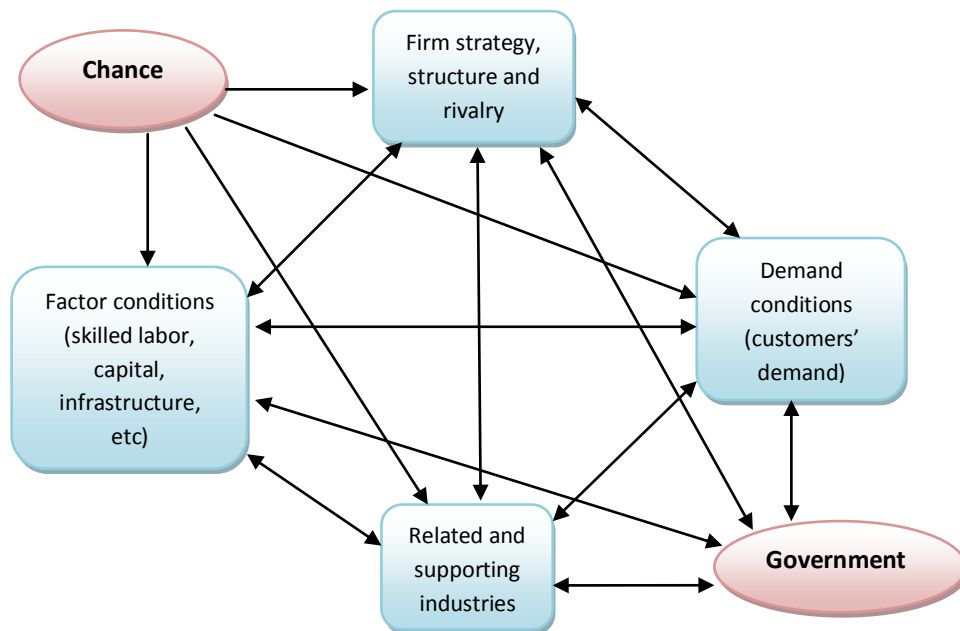 Chance
Firm strategy,
structure and
rivalry
Factor conditions
(skilled labor,
capital,
infrastructure,
etc)
Demand
conditions
(customers’
demand)
Related and
supporting
industries
Government